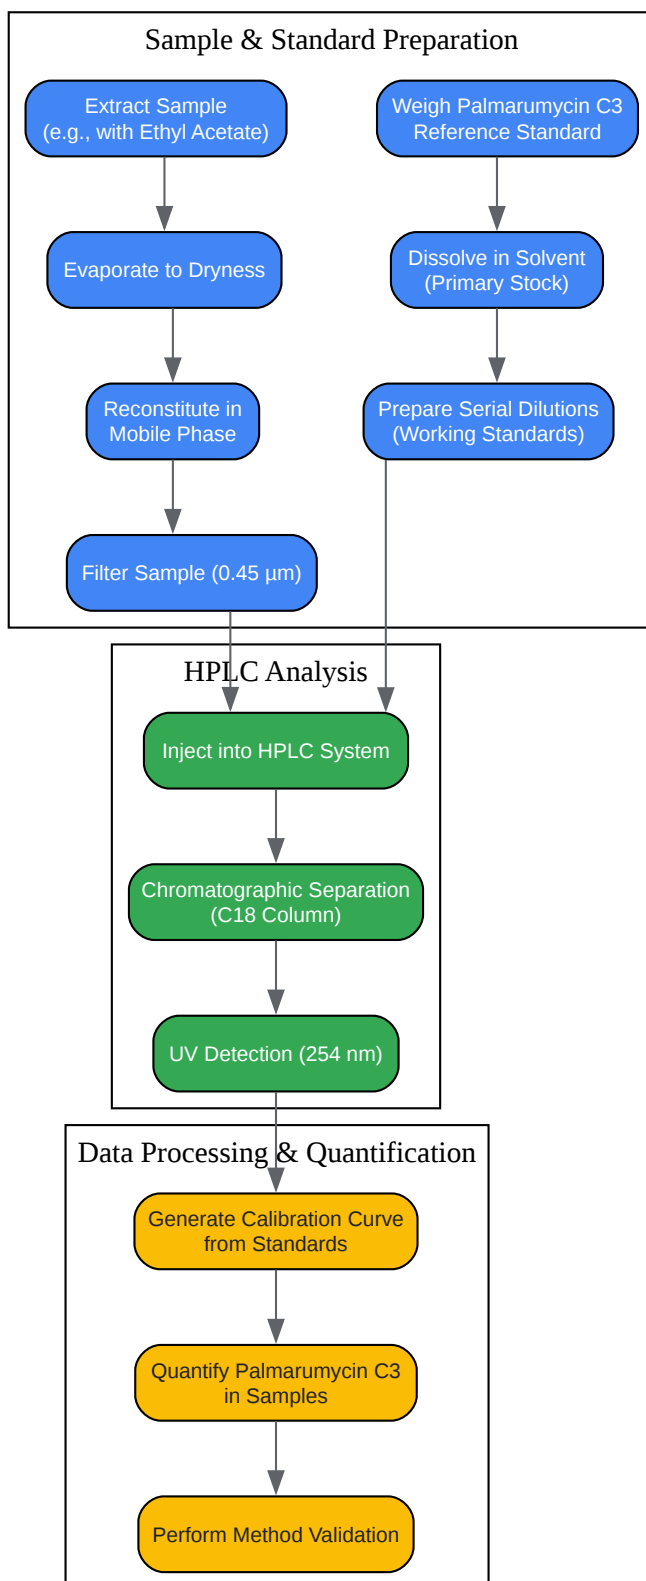 Sample & Standard Preparation
Extract Sample
(e.g., with Ethyl Acetate)
Weigh Palmarumycin C3
Reference Standard
Evaporate to Dryness
Dissolve in Solvent
(Primary Stock)
Reconstitute in
Mobile Phase
Prepare Serial Dilutions
(Working Standards)
Filter Sample (0.45 µm)
HPLC Analysis
Inject into HPLC System
Chromatographic Separation
(C18 Column)
UV Detection (254 nm)
Data Processing & Quantification
Generate Calibration Curve
from Standards
Quantify Palmarumycin C3
in Samples
Perform Method Validation